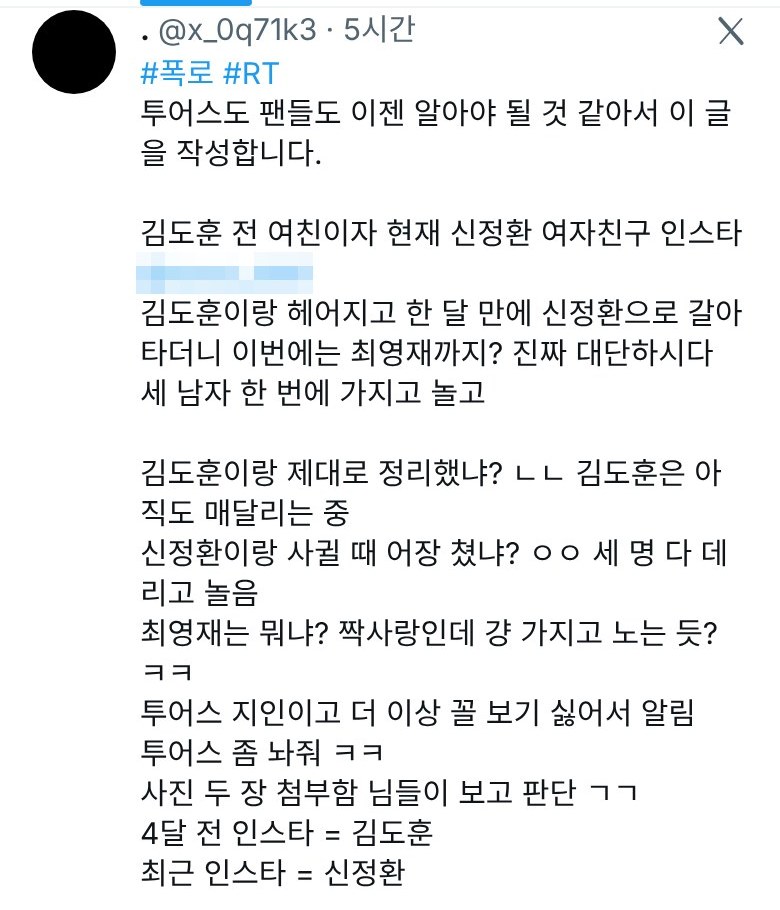 . @x_0q71k3 · 5시간
#폭로 #RT
투어스도 팬들도 이젠 알아야 될 것 같아서 이 글
을 작성합니다.
김도훈 전 여친이자 현재 신정환 여자친구 인스타
김도훈이랑 헤어지고 한 달 만에 신정환으로 갈아
타더니 이번에는 최영재까지? 진짜 대단하시다
세 남자 한 번에 가지고 놀고
김도훈이랑 제대로 정리했냐? ㄴㄴ 김도훈은 아
직도 매달리는 중
신정환이랑 사귈 때 어장 쳤냐? ㅇㅇ 세 명 다 데
리고 놀음
최영재는 뭐냐? 짝사랑인데 걍 가지고 노는 듯?
ㅋㅋ
투어스 지인이고 더 이상 꼴 보기 싫어서 알림
투어스 좀 놔줘 ㅋㅋ
사진 두 장 첨부함 님들이 보고 판단 ㄱㄱ
4달 전 인스타 = 김도훈
최근 인스타 = 신정환